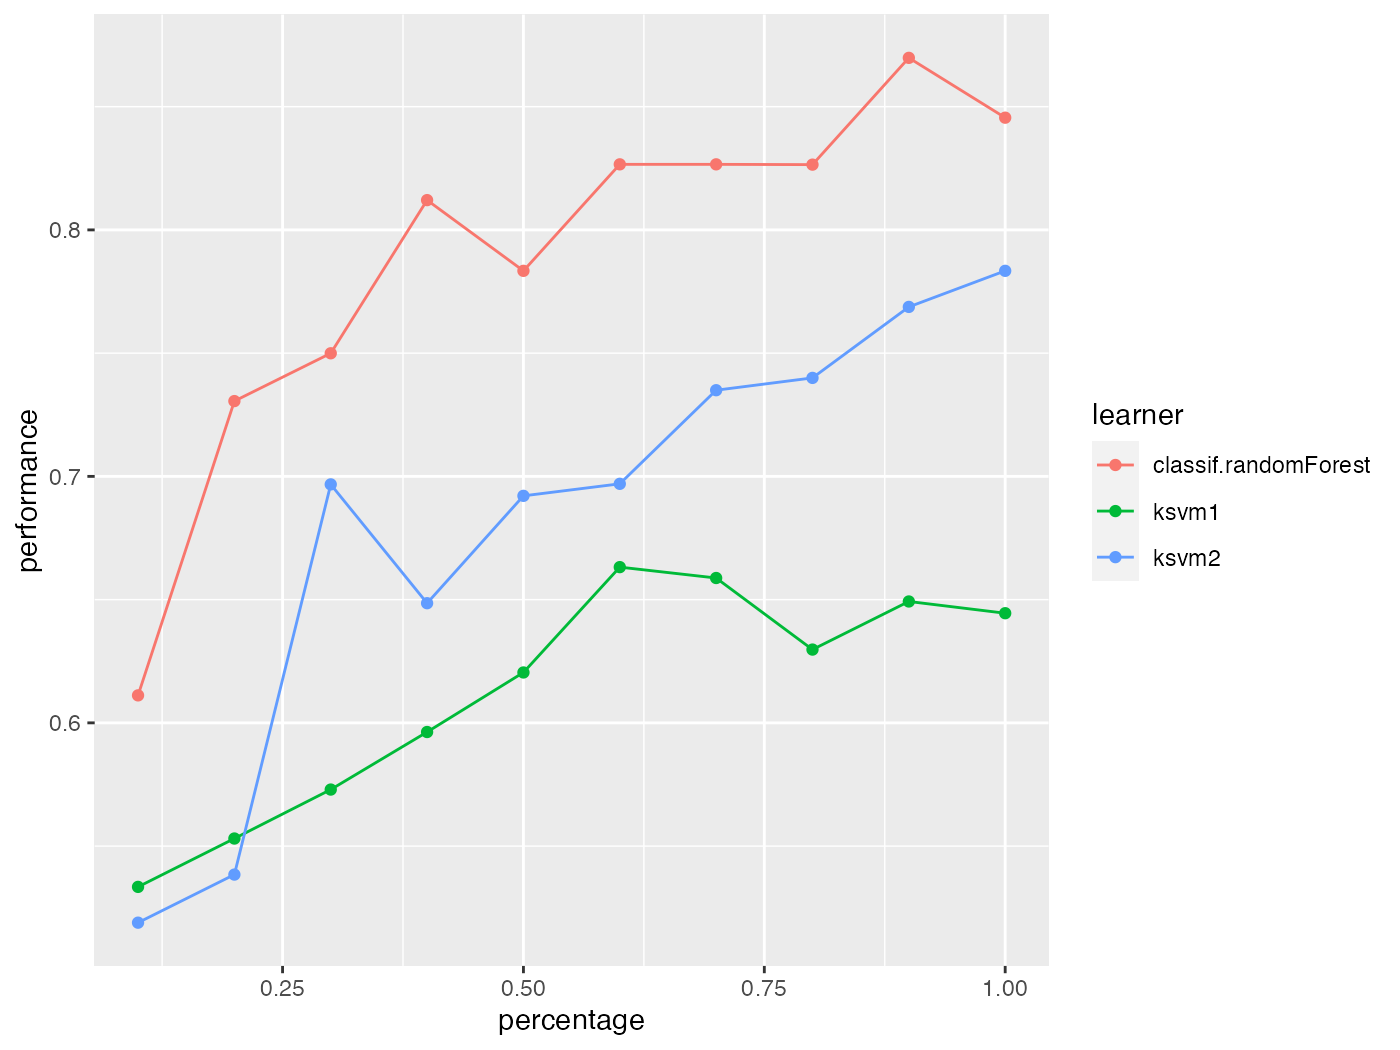 performance
0.8
0.7
0.6
0.25 0.50 0.75 1.00
percentage
learner
classif.randomForest
ksvm1
ksvm2